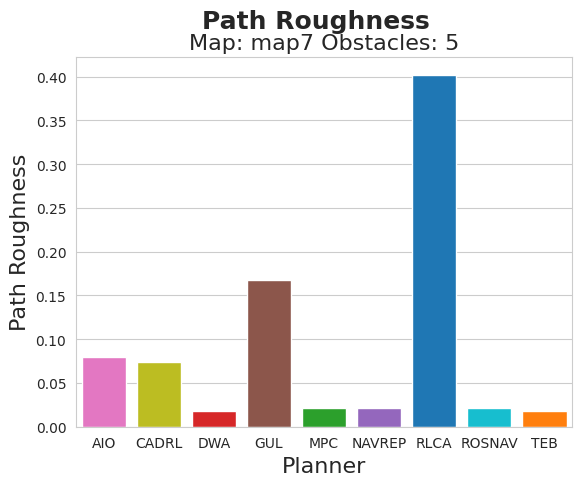 Path Roughness
Map: map7 Obstacles: 5
Path Roughness
0.40
0.35
0.30
0.25
0.20
0.15
0.10
0.05
0.00
AIO CADRL DWA GUL MPC NAVREP RLCA ROSNAV TEB
Planner